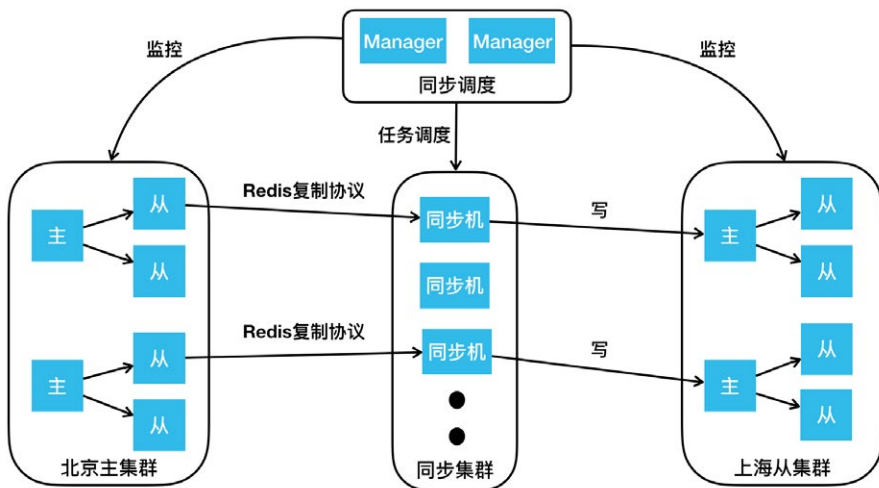 Manager
Manager
监控
监控
同步调度
任务调度
Redis复制协议
写
主
从
从
同步机
主
从
从
同步机
Redis复制协议
写
主
从
从
同步机
主
从
从
北京主集群
同步集群
上海从集群